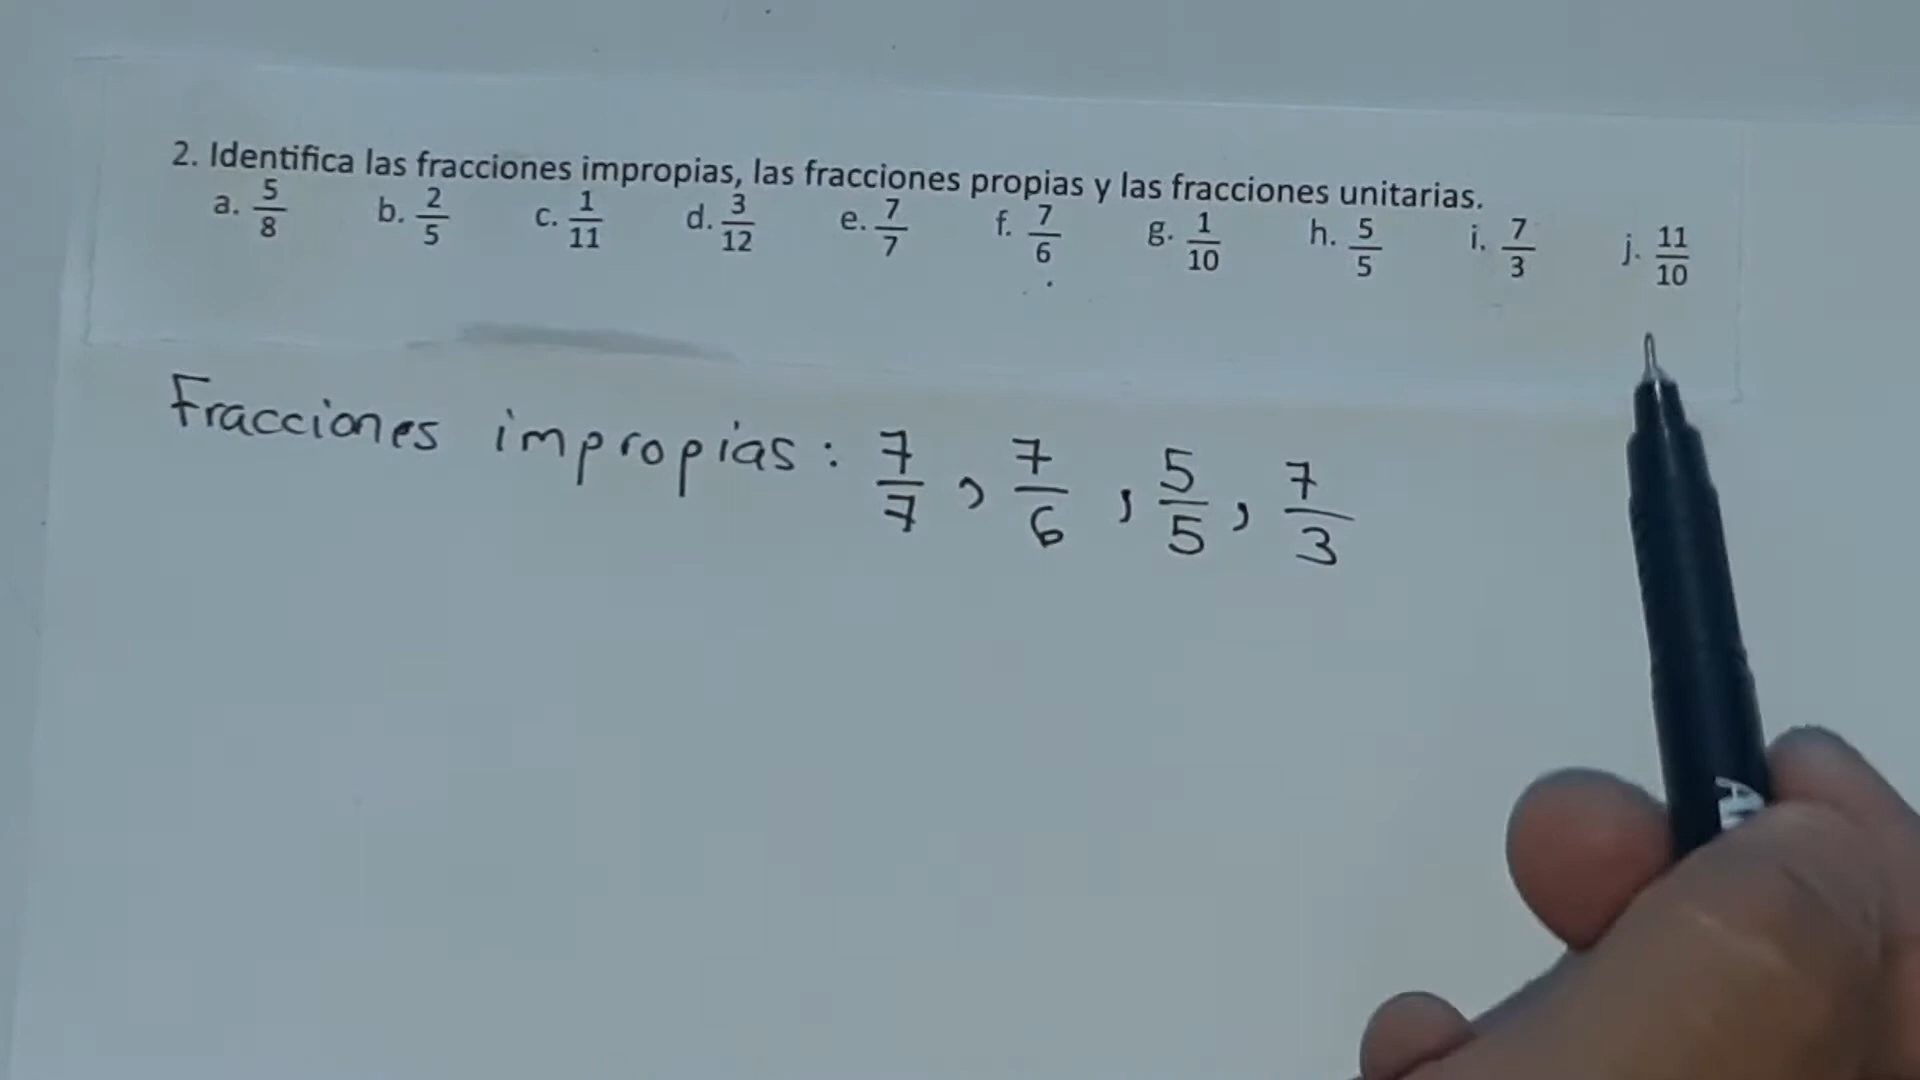 2. Identifica las fracciones impropias, las fracciones propias y las fracciones unitarias.
a. 5/8 b. 2/5 c. 1/11 d. 3/12 e. 7/7 f. 7/6 g. 1/10 h. 5/5 i. 7/3 j. 11/10
Fracciones impropias: 7/7, 7/6, 5/5, 7/3